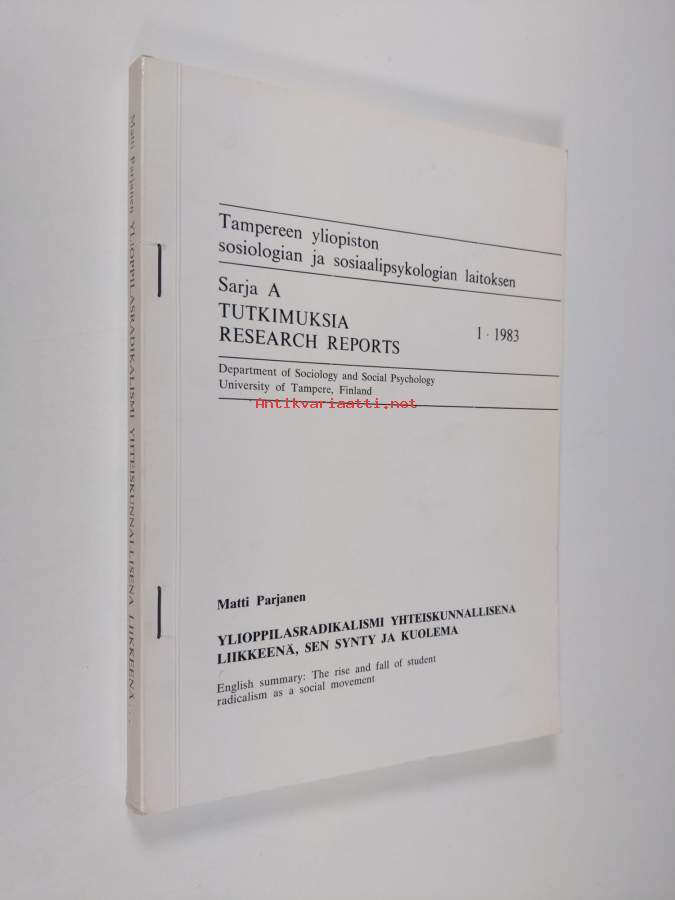 Matti Parjanen YLIOPPILASRADIKALISMI YHTEISKUNNALLISENA LIIKKEENÄ...
Tampereen yliopiston
sosiologian ja sosiaalipsykologian laitoksen
Sarja A
TUTKIMUKSIA
RESEARCH REPORTS
1 · 1983
Department of Sociology and Social Psychology
University of Tampere, Finland
Antikvariaatti.net
Matti Parjanen
YLIOPPILASRADIKALISMI YHTEISKUNNALLISENA
LIIKKEENÄ, SEN SYNTY JA KUOLEMA
English summary: The rise and fall of student
radicalism as a social movement